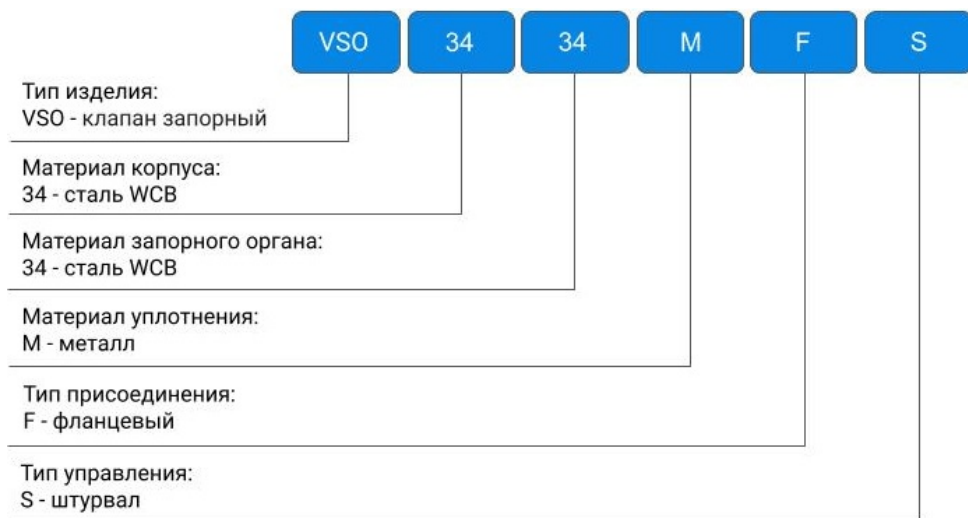 VSO 34 34 M F S
Тип изделия:
VSO - клапан запорный
Материал корпуса:
34 - сталь WCB
Материал запорного органа:
34 - сталь WCB
Материал уплотнения:
M - металл
Тип присоединения:
F - фланцевый
Тип управления:
S - штурвал